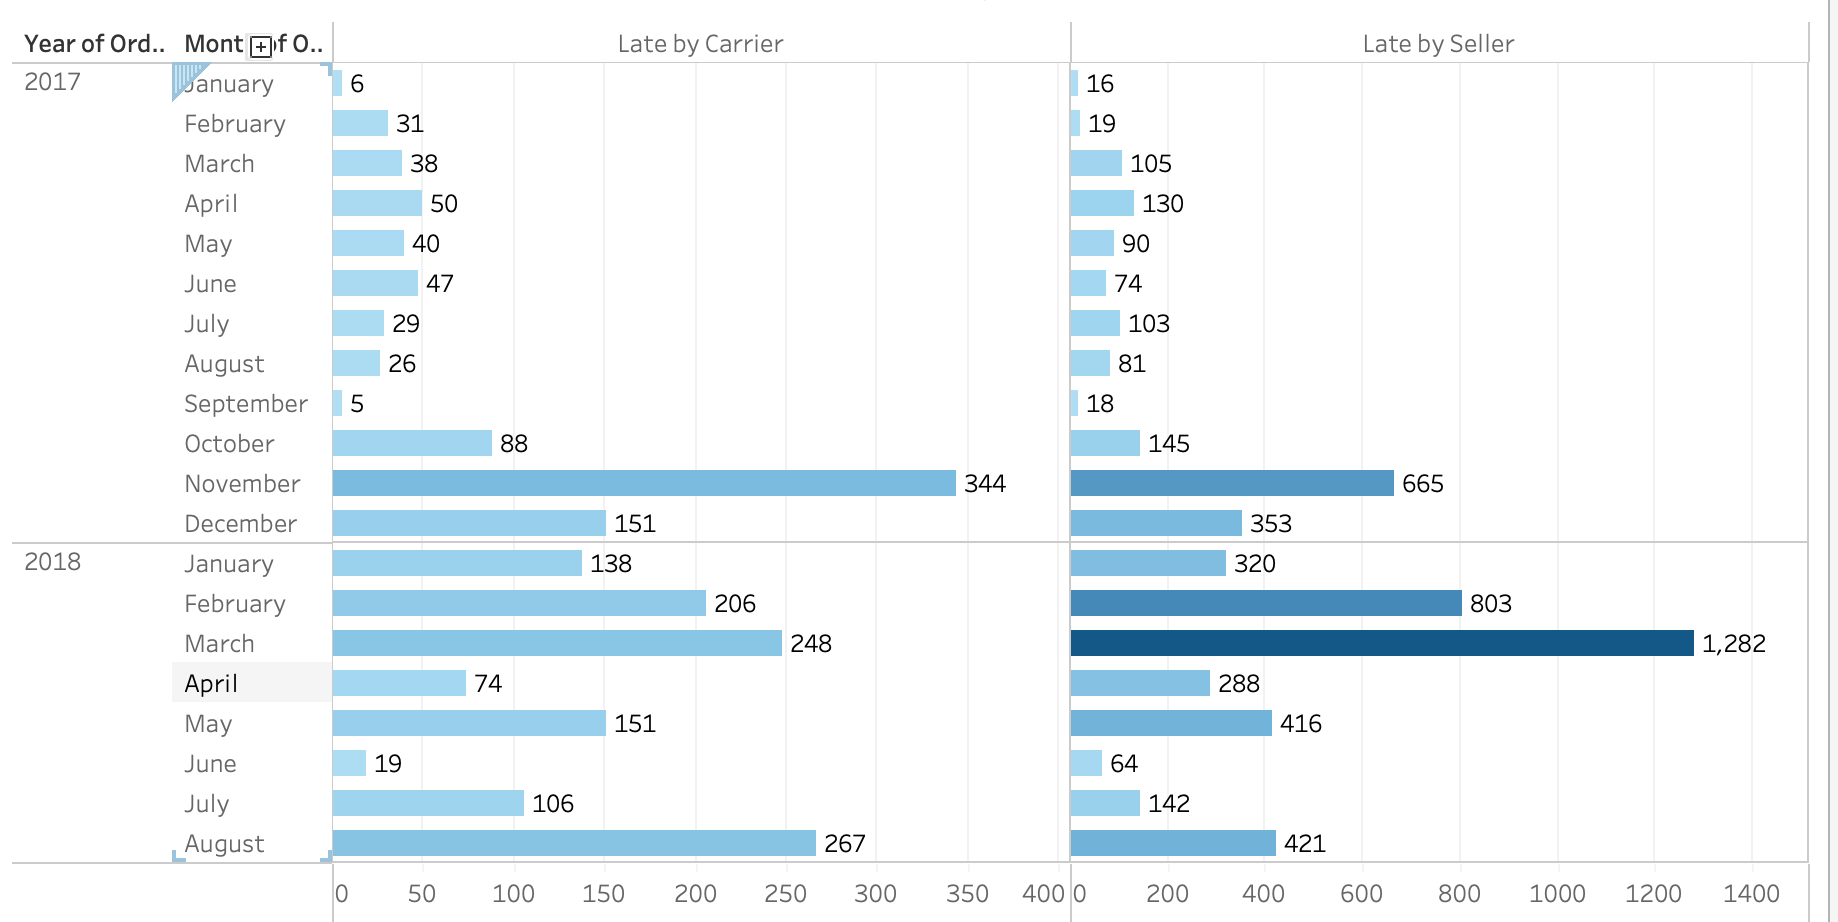 Year of Ord.. Mont f O.. Late by Carrier Late by Seller
2017 January 6 16
February 31 19
March 38 105
April 50 130
May 40 90
June 47 74
July 29 103
August 26 81
September 5 18
October 88 145
November 344 665
December 151 353
2018 January 138 320
February 206 803
March 248 1,282
April 74 288
May 151 416
June 19 64
July 106 142
August 267 421
0 50 100 150 200 250 300 350 400 0 200 400 600 800 1000 1200 1400